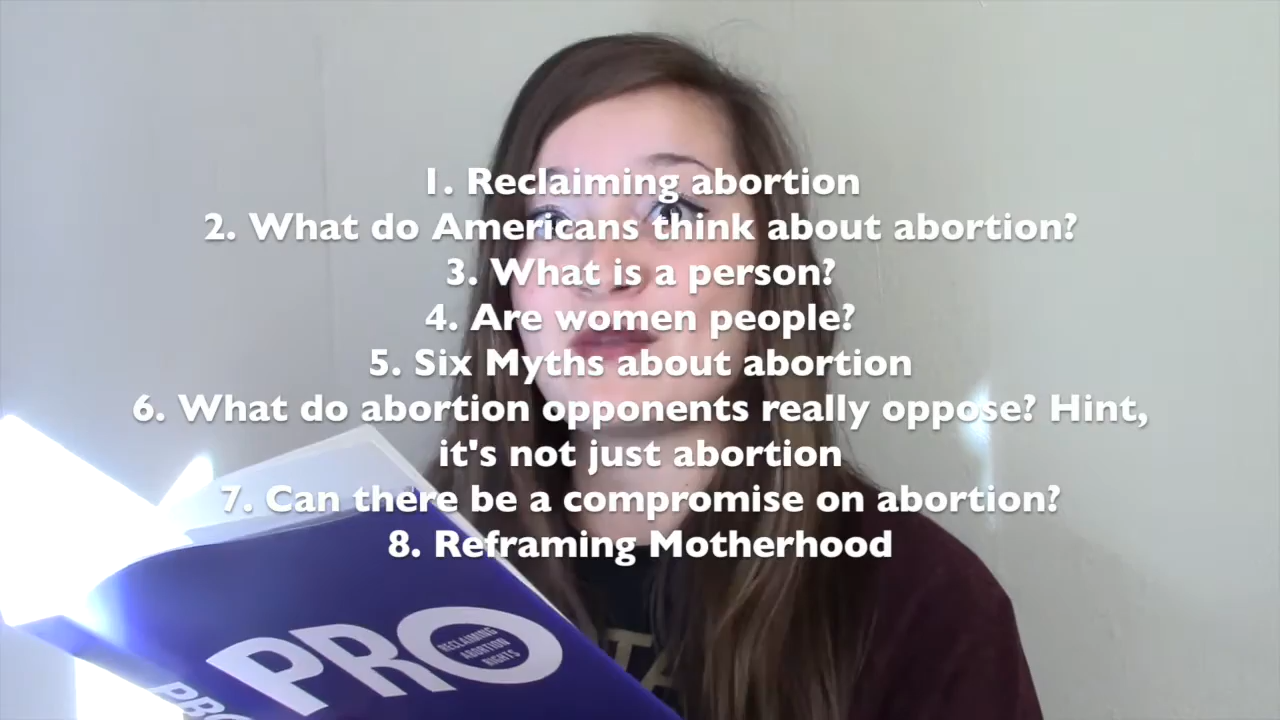 1. Reclaiming abortion
2. What do Americans think about abortion?
3. What is a person?
4. Are women people?
5. Six Myths about abortion
6. What do abortion opponents really oppose? Hint,
it's not just abortion
7. Can there be a compromise on abortion?
8. Reframing Motherhood
PRO
RECLAIMING
ABORTION
RIGHTS